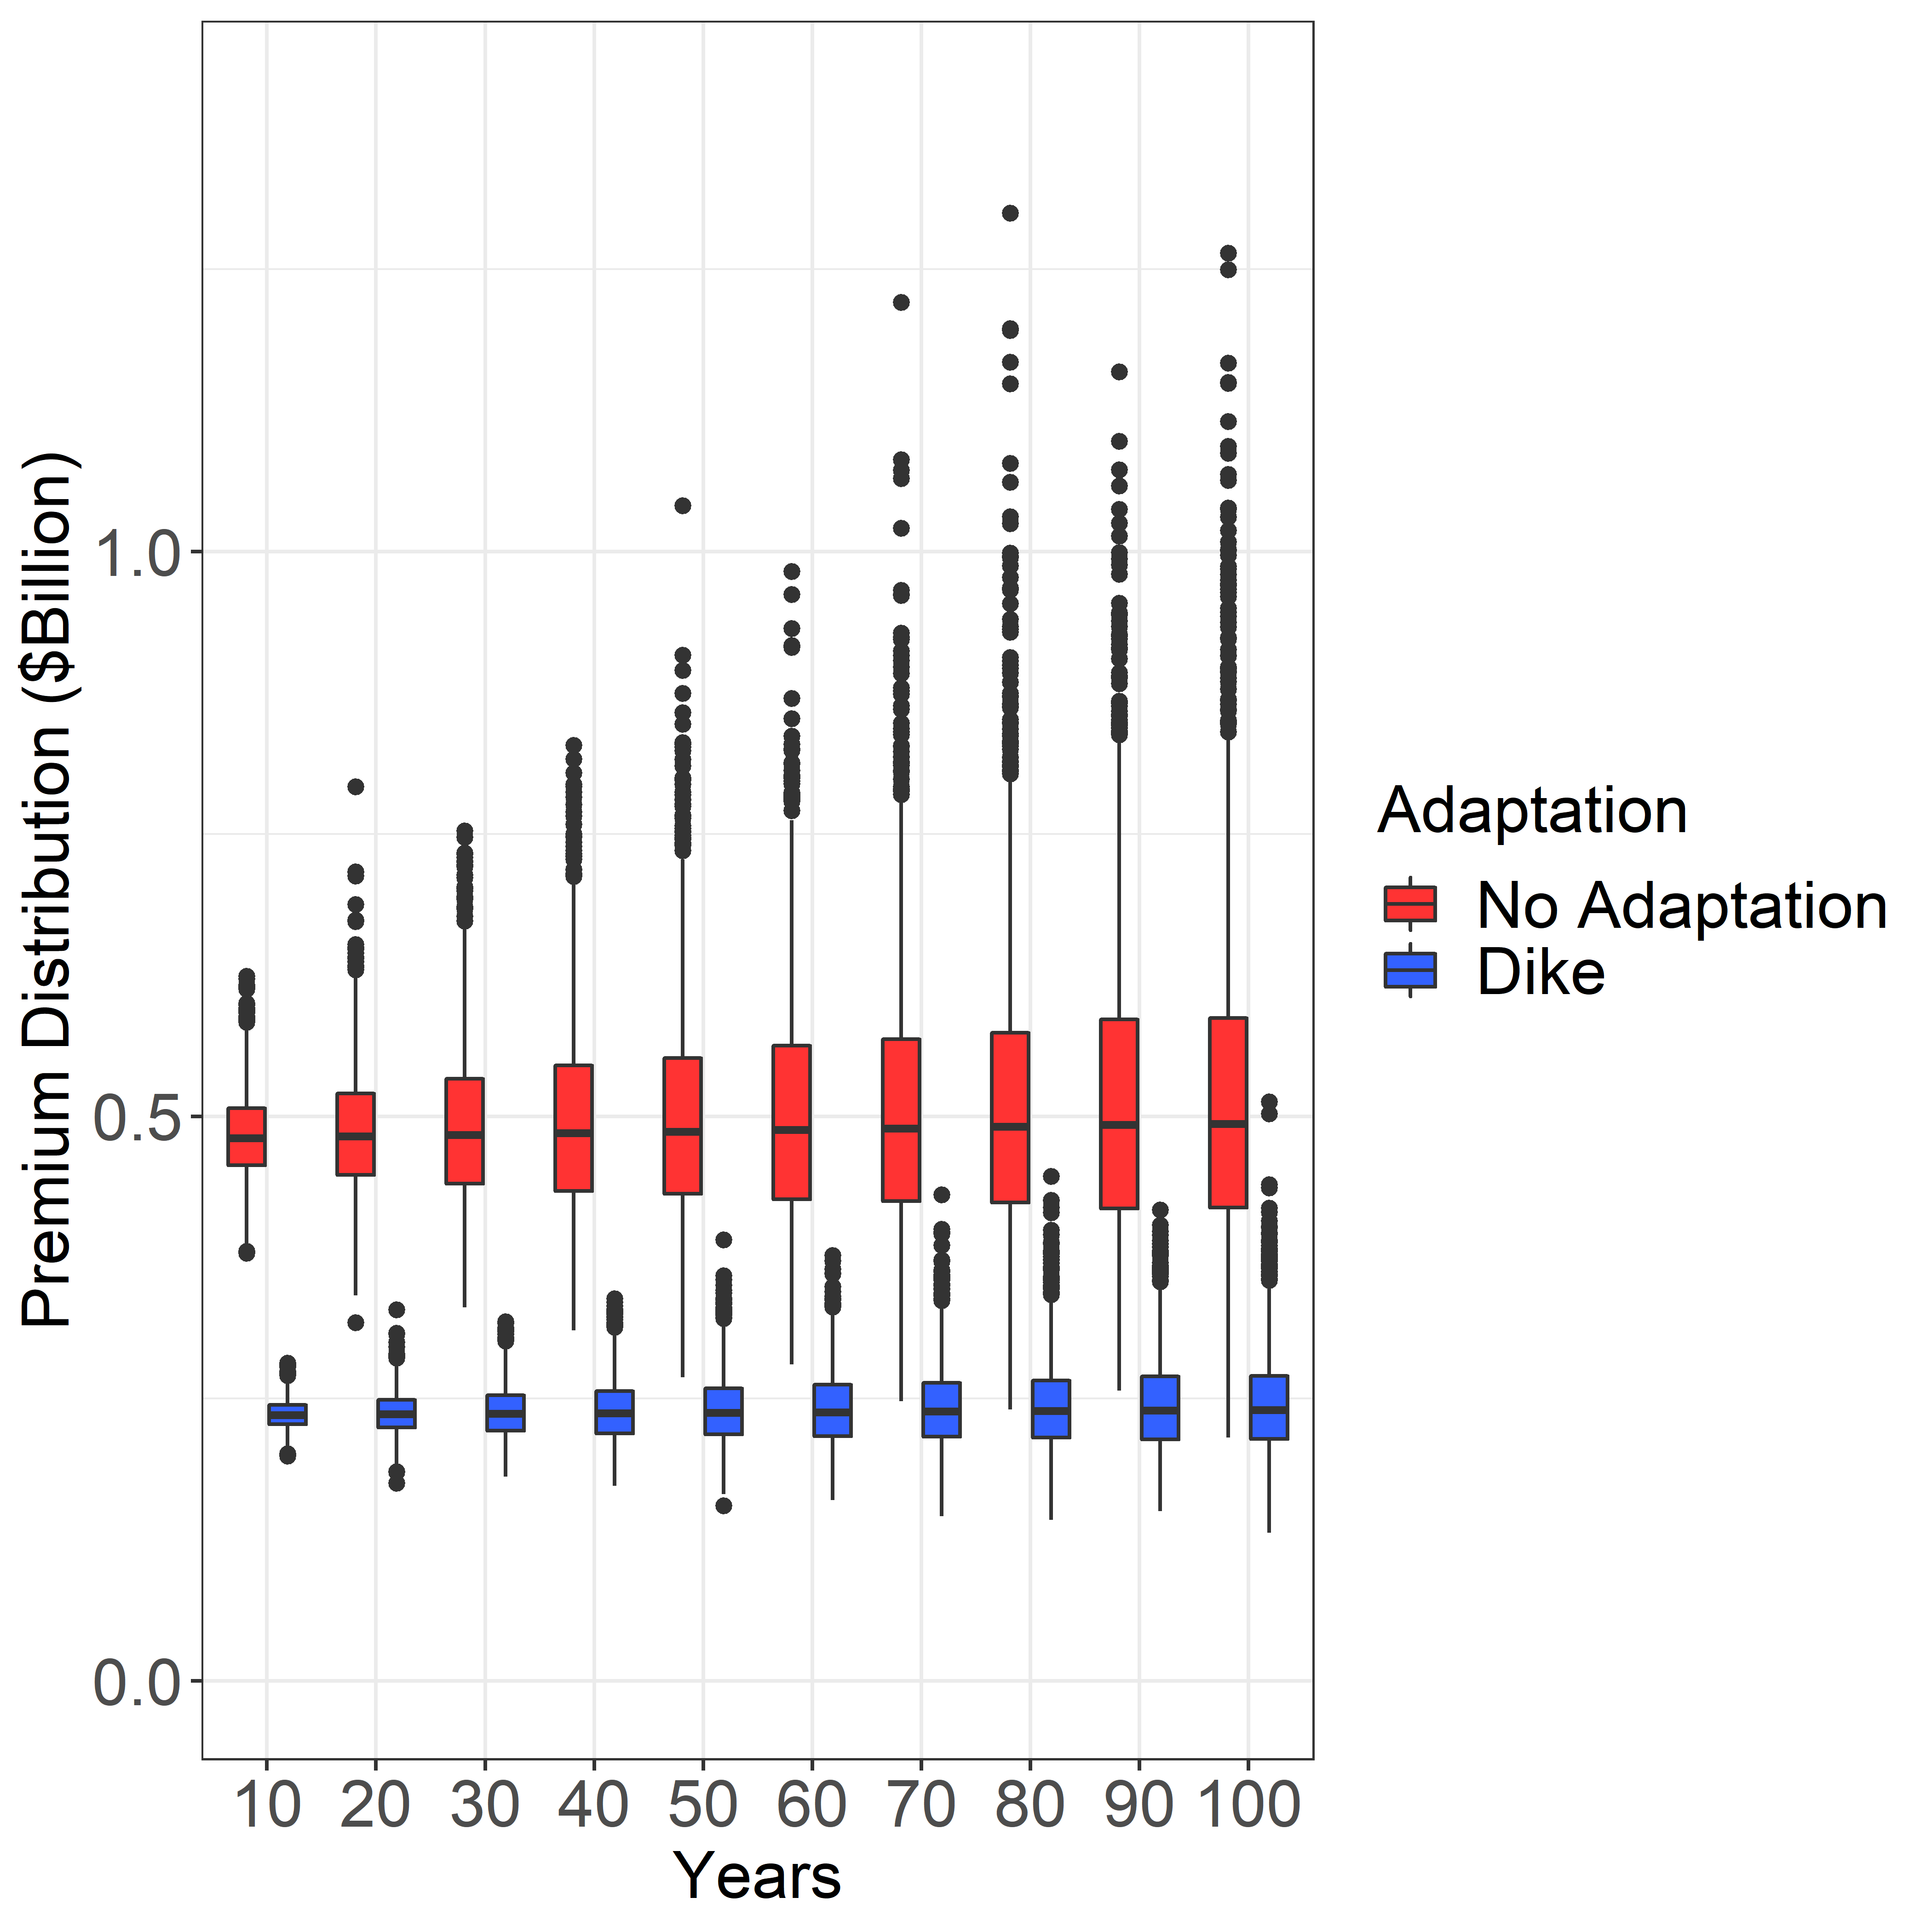 Premium Distribution ($Billion)
1.0
0.5
0.0
10 20 30 40 50 60 70 80 90 100
Years
Adaptation
No Adaptation
Dike